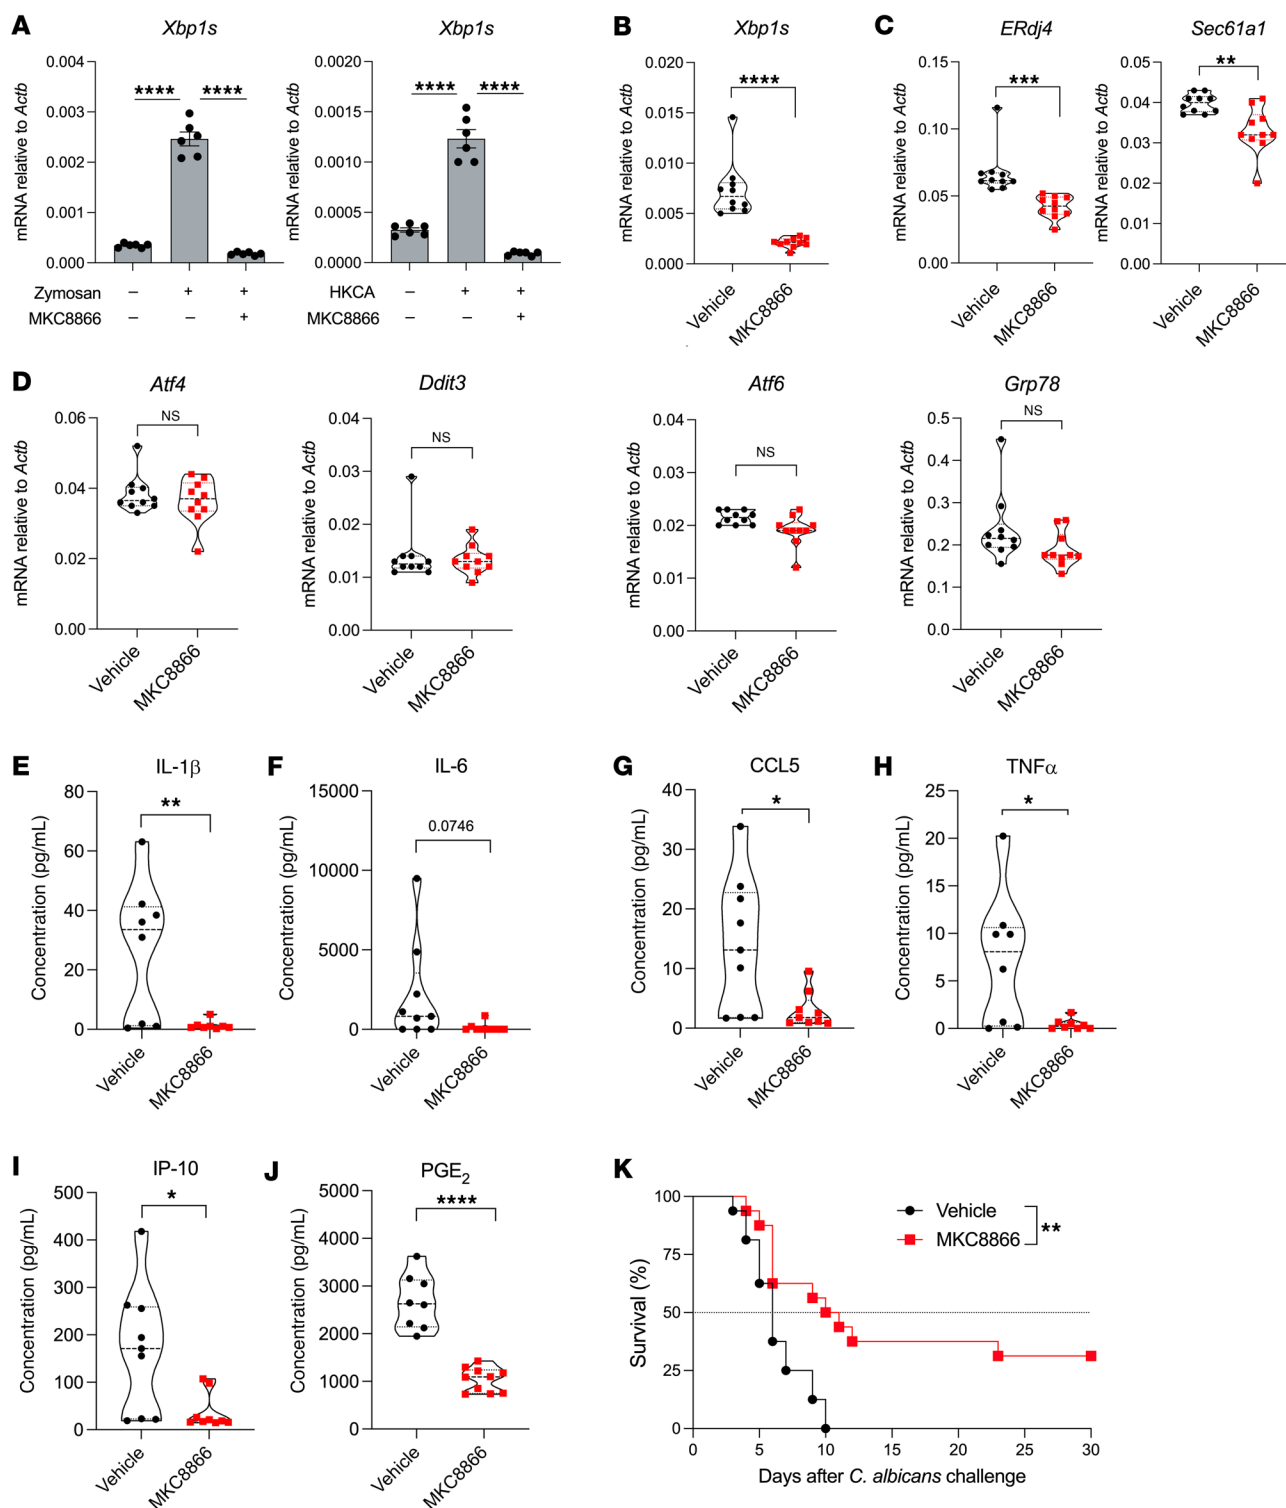 A
Xbp1s
mRNA relative to Actb
0.004
0.003
0.002
0.001
0.000
****
****
Zymosan – + +
MKC8866 – – +
Xbp1s
mRNA relative to Actb
0.0020
0.0015
0.0010
0.0005
0.0000
****
****
HKCA – + +
MKC8866 – – +
B
Xbp1s
mRNA relative to Actb
0.020
0.015
0.010
0.005
0.000
****
Vehicle
MKC8866
C
ERdj4
mRNA relative to Actb
0.15
0.10
0.05
0.00
***
Vehicle
MKC8866
Sec61a1
mRNA relative to Actb
0.05
0.04
0.03
0.02
0.01
0.00
**
Vehicle
MKC8866
D
Atf4
mRNA relative to Actb
0.06
0.04
0.02
0.00
NS
Vehicle
MKC8866
Ddit3
mRNA relative to Actb
0.04
0.03
0.02
0.01
0.00
NS
Vehicle
MKC8866
Atf6
mRNA relative to Actb
0.04
0.03
0.02
0.01
0.00
NS
Vehicle
MKC8866
Grp78
mRNA relative to Actb
0.5
0.4
0.3
0.2
0.1
0.0
NS
Vehicle
MKC8866
E
IL-1β
Concentration (pg/mL)
80
60
40
20
0
**
Vehicle
MKC8866
F
IL-6
Concentration (pg/mL)
15000
10000
5000
0
0.0746
Vehicle
MKC8866
G
CCL5
Concentration (pg/mL)
40
30
20
10
0
*
Vehicle
MKC8866
H
TNFα
Concentration (pg/mL)
25
20
15
10
5
0
*
Vehicle
MKC8866
I
IP-10
Concentration (pg/mL)
500
400
300
200
100
0
*
Vehicle
MKC8866
J
PGE2
Concentration (pg/mL)
5000
4000
3000
2000
1000
0
****
Vehicle
MKC8866
K
Survival (%)
100
75
50
25
0
Vehicle
MKC8866
**
0 5 10 15 20 25 30
Days after C. albicans challenge